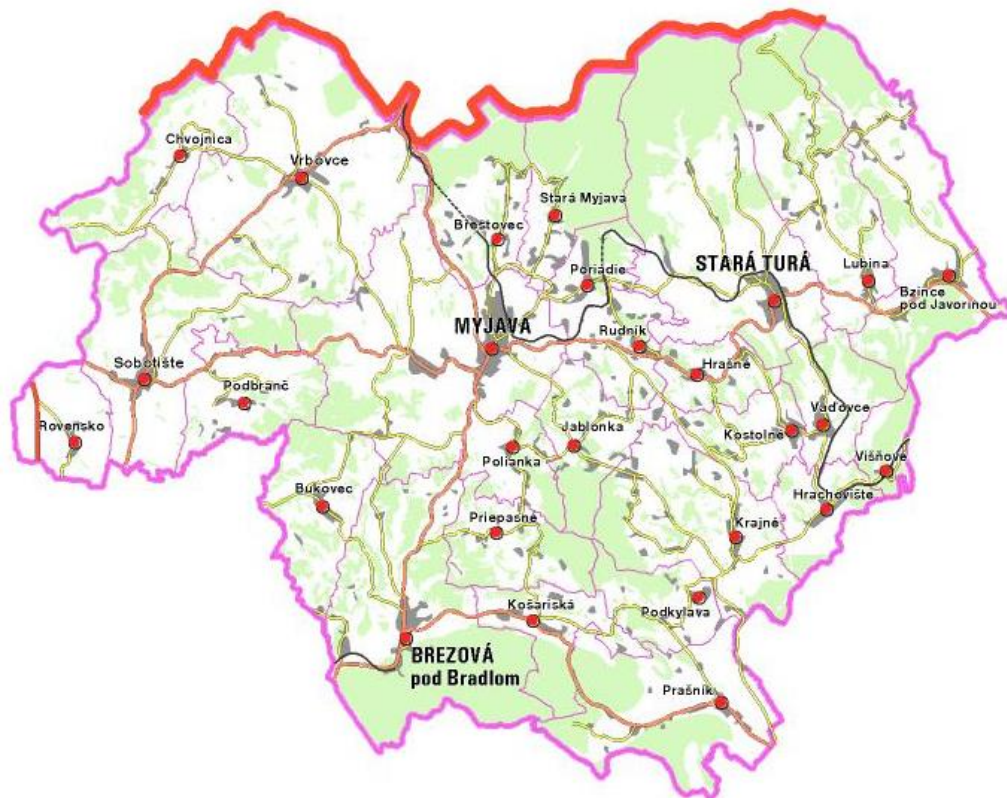 Chvojnica
Vrbovce
Stará Myjava
Brestovec
Poriadie
STARÁ TURÁ
Lubina
Bzince
pod Javorinou
MYJAVA
Rudník
Hrašné
Sobotište
Podbranč
Rovensko
Vaďovce
Kostolné
Jablonka
Polianka
Višňové
Bukovec
Hrachovište
Priepasné
Krajné
Košariská
Podkylava
BREZOVÁ
pod Bradlom
Prašník